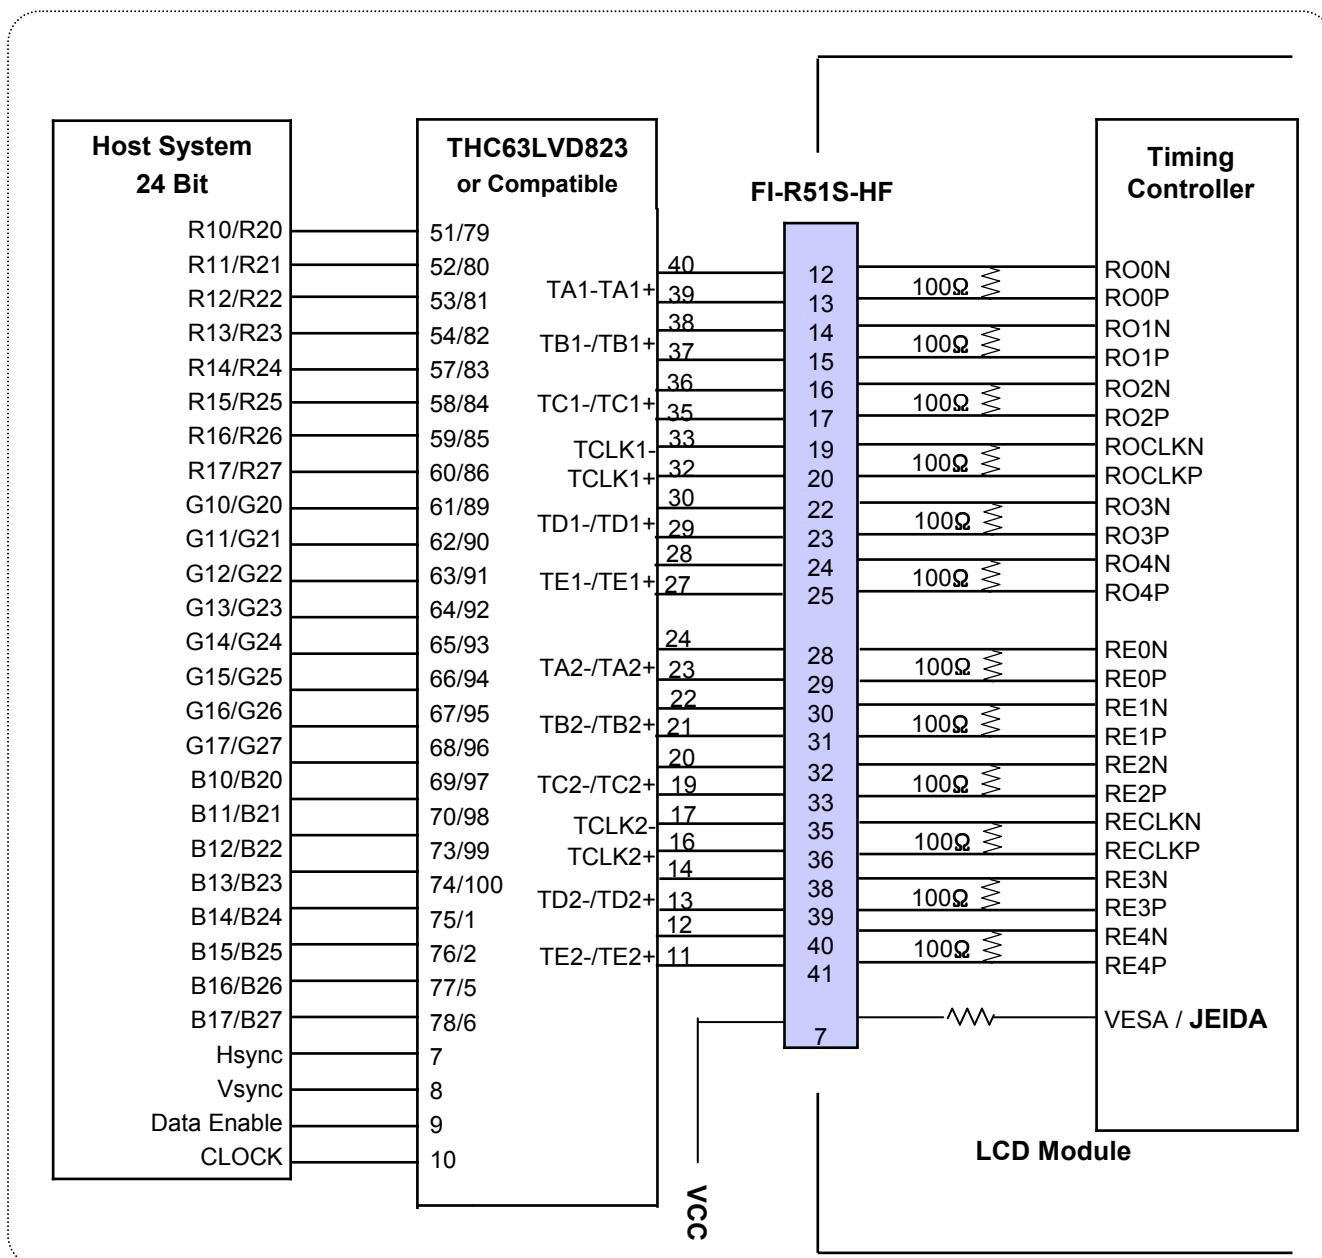 Host System
24 Bit
R10/R20
R11/R21
R12/R22
R13/R23
R14/R24
R15/R25
R16/R26
R17/R27
G10/G20
G11/G21
G12/G22
G13/G23
G14/G24
G15/G25
G16/G26
G17/G27
B10/B20
B11/B21
B12/B22
B13/B23
B14/B24
B15/B25
B16/B26
B17/B27
Hsync
Vsync
Data Enable
CLOCK
THC63LVD823
or Compatible
51/79
52/80
53/81
54/82
57/83
58/84
59/85
60/86
61/89
62/90
63/91
64/92
65/93
66/94
67/95
68/96
69/97
70/98
73/99
74/100
75/1
76/2
77/5
78/6
7
8
9
10
TA1-TA1+
TB1-/TB1+
TC1-/TC1+
TCLK1-
TCLK1+
TD1-/TD1+
TE1-/TE1+
TA2-/TA2+
TB2-/TB2+
TC2-/TC2+
TCLK2-
TCLK2+
TD2-/TD2+
TE2-/TE2+
40
39
38
37
36
35
33
32
30
29
28
27
24
23
22
21
20
19
17
16
14
13
12
11
VCC
FI-R51S-HF
12
13
14
15
16
17
19
20
22
23
24
25
28
29
30
31
32
33
35
36
38
39
40
41
7
100Ω
100Ω
100Ω
100Ω
100Ω
100Ω
100Ω
100Ω
100Ω
100Ω
100Ω
100Ω
Timing
Controller
RO0N
RO0P
RO1N
RO1P
RO2N
RO2P
ROCLKN
ROCLKP
RO3N
RO3P
RO4N
RO4P
RE0N
RE0P
RE1N
RE1P
RE2N
RE2P
RECLKN
RECLKP
RE3N
RE3P
RE4N
RE4P
VESA / JEIDA
LCD Module